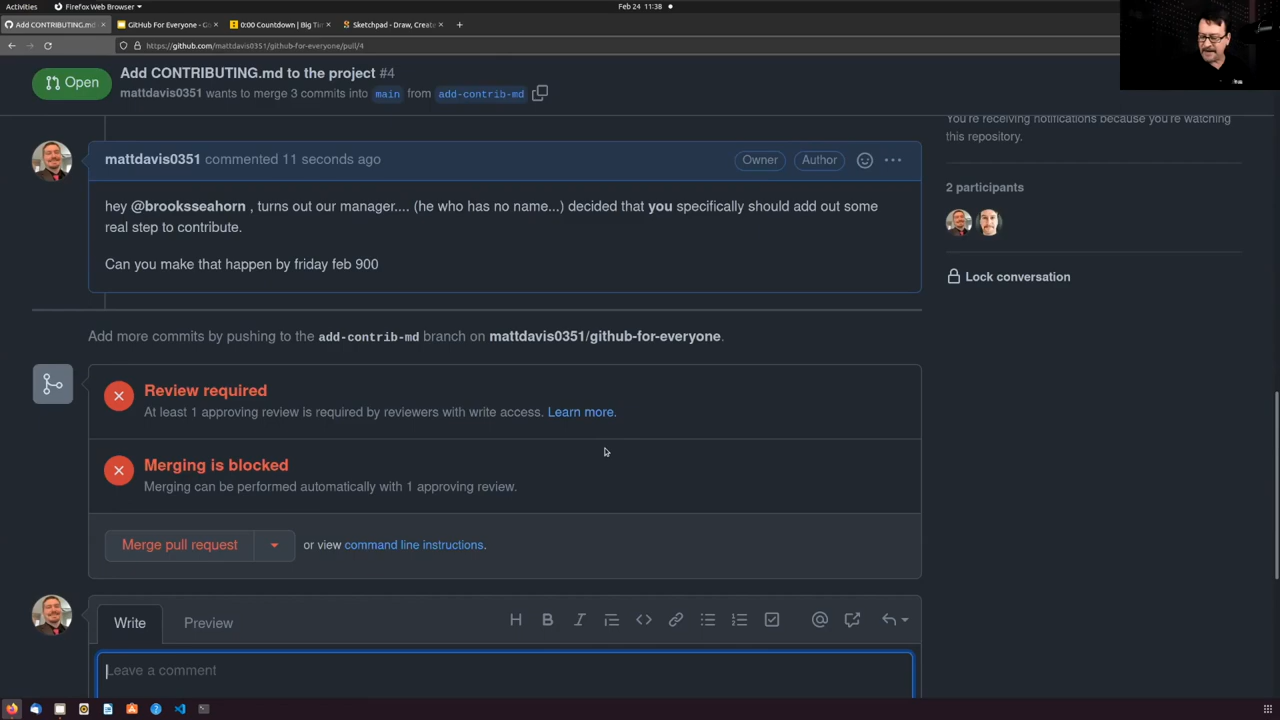 Activities
Firefox Web Browser
Feb 24 11:38
Add CONTRIBUTING.md
GitHub For Everyone - G
0:00 Countdown | Big Ti
Sketchpad - Draw, Create
https://github.com/mattdavis0351/github-for-everyone/pull/4
Open
Add CONTRIBUTING.md to the project #4
mattdavis0351 wants to merge 3 commits into main from add-contrib-md
You're receiving notifications because you're watching
this repository.
mattdavis0351 commented 11 seconds ago
Owner
Author
2 participants
hey @brooksseahorn , turns out our manager.... (he who has no name...) decided that you specifically should add out some
real step to contribute.
Can you make that happen by friday feb 900
Lock conversation
Add more commits by pushing to the add-contrib-md branch on mattdavis0351/github-for-everyone.
Review required
At least 1 approving review is required by reviewers with write access. Learn more.
Merging is blocked
Merging can be performed automatically with 1 approving review.
Merge pull request
or view command line instructions.
Write
Preview
Leave a comment